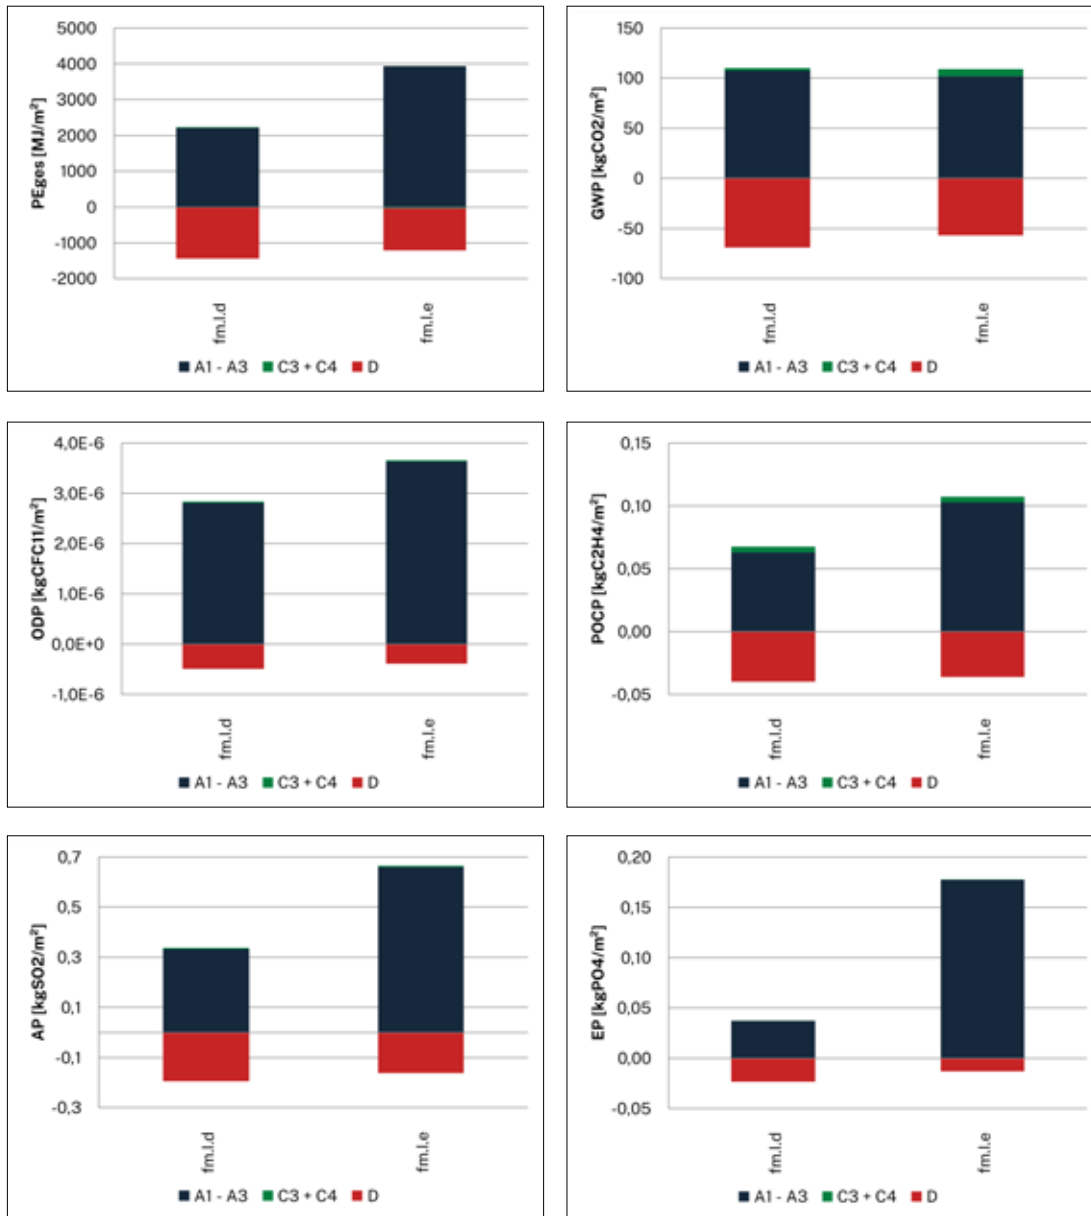 PEges [MJ/m²]
5000
4000
3000
2000
1000
0
-1000
-2000
fm.l.d
fm.l.e
A1 - A3 C3 + C4 D
GWP [kgCO2/m²]
150
100
50
0
-50
-100
fm.l.d
fm.l.e
A1 - A3 C3 + C4 D
ODP [kgCFC11/m²]
4,0E-6
3,0E-6
2,0E-6
1,0E-6
0,0E+0
-1,0E-6
fm.l.d
fm.l.e
A1 - A3 C3 + C4 D
POCP [kgC2H4/m²]
0,15
0,10
0,05
0,00
-0,05
fm.l.d
fm.l.e
A1 - A3 C3 + C4 D
AP [kgSO2/m²]
0,7
0,5
0,3
0,1
-0,1
-0,3
fm.l.d
fm.l.e
A1 - A3 C3 + C4 D
EP [kgPO4/m²]
0,20
0,15
0,10
0,05
0,00
-0,05
fm.l.d
fm.l.e
A1 - A3 C3 + C4 D